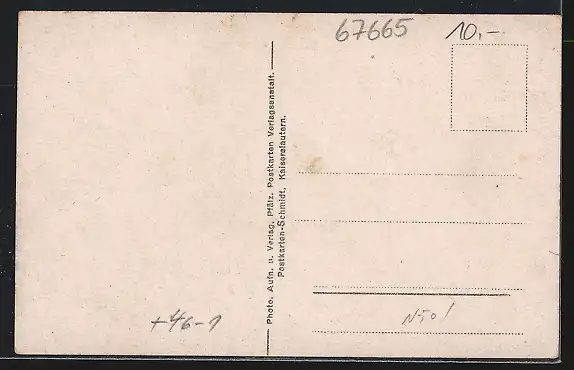 67665
10.-
Photo. Aufn. u. Verlag, Pfälz. Postkarten Verlagsanstalt.
Postkarten-Schmidt, Kaiserslautern.
+46-1